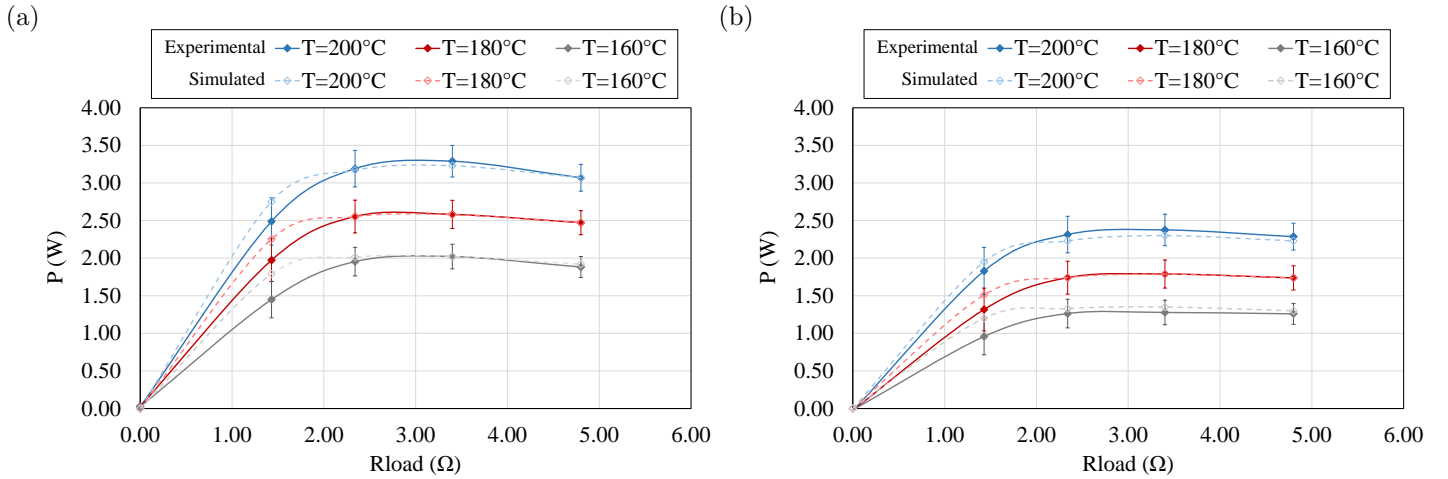 (a)
Experimental T=200°C T=180°C T=160°C
Simulated T=200°C T=180°C T=160°C
4.00
3.50
3.00
2.50
2.00
1.50
1.00
0.50
0.00
P (W)
0.00 1.00 2.00 3.00 4.00 5.00 6.00
Rload (Ω)
(b)
Experimental T=200°C T=180°C T=160°C
Simulated T=200°C T=180°C T=160°C
4.00
3.50
3.00
2.50
2.00
1.50
1.00
0.50
0.00
P (W)
0.00 1.00 2.00 3.00 4.00 5.00 6.00
Rload (Ω)